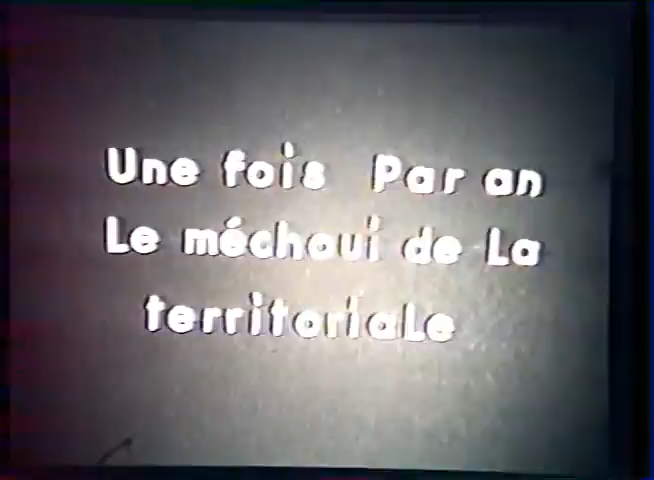 Une fois Par an
Le méchoui de La
territoriaLe